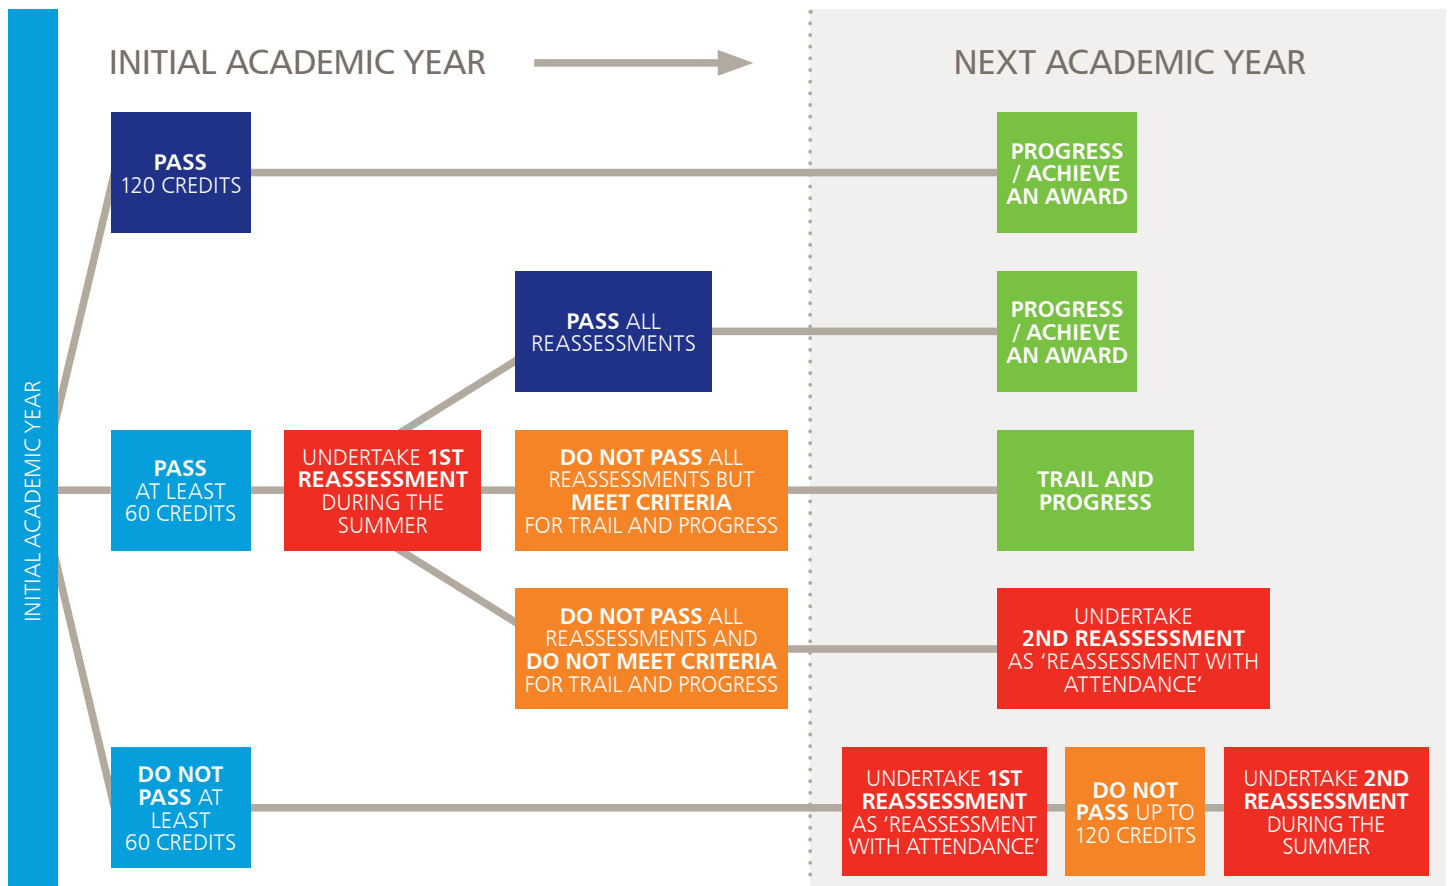 INITIAL ACADEMIC YEAR
NEXT ACADEMIC YEAR
INITIAL ACADEMIC YEAR
PASS
120 CREDITS
PROGRESS
/ ACHIEVE
AN AWARD
PASS ALL
REASSESSMENTS
PROGRESS
/ ACHIEVE
AN AWARD
PASS
AT LEAST
60 CREDITS
UNDERTAKE 1ST
REASSESSMENT
DURING THE
SUMMER
DO NOT PASS ALL
REASSESSMENTS BUT
MEET CRITERIA
FOR TRAIL AND PROGRESS
TRAIL AND
PROGRESS
DO NOT PASS ALL
REASSESSMENTS AND
DO NOT MEET CRITERIA
FOR TRAIL AND PROGRESS
UNDERTAKE
2ND REASSESSMENT
AS ‘REASSESSMENT WITH
ATTENDANCE’
DO NOT
PASS AT
LEAST
60 CREDITS
UNDERTAKE 1ST
REASSESSMENT
AS ‘REASSESSMENT
WITH ATTENDANCE’
DO NOT
PASS UP TO
120 CREDITS
UNDERTAKE 2ND
REASSESSMENT
DURING THE
SUMMER